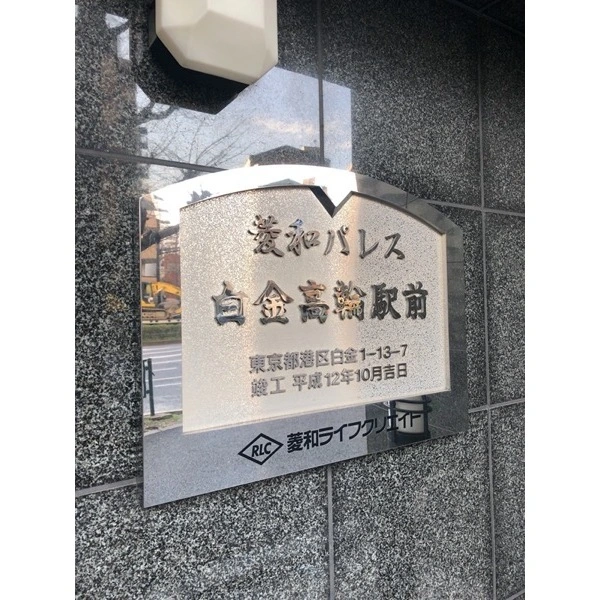 菱和パレス
白金高輪駅前
東京都港区白金1-13-7
竣工 平成12年10月吉日
RLC 菱和ライフクリエイト